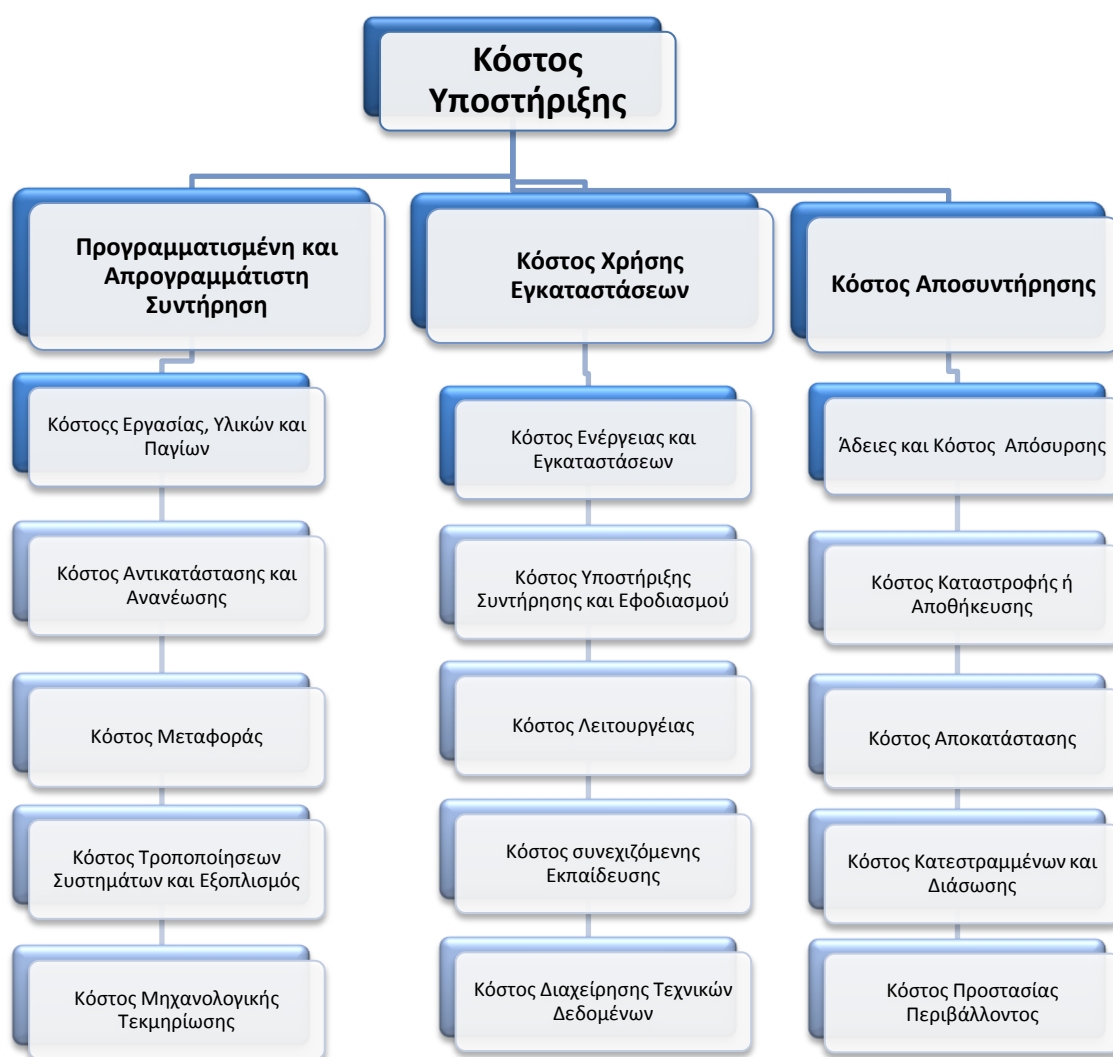 Κόστος
Υποστήριξης
Προγραμματισμένη και
Απρογραμμάτιστη
Συντήρηση
Κόστοςς Εργασίας, Υλικών και
Παγίων
Κόστος Αντικατάστασης και
Ανανέωσης
Κόστος Μεταφοράς
Κόστος Τροποποίησεων
Συστημάτων και Εξοπλισμός
Κόστος Μηχανολογικής
Τεκμηρίωσης
Κόστος Χρήσης
Εγκαταστάσεων
Κόστος Ενέργειας και
Εγκαταστάσεων
Κόστος Υποστήριξης
Συντήρησης και Εφοδιασμού
Κόστος Λειτουργέιας
Κόστος συνεχιζόμενης
Εκπαίδευσης
Κόστος Διαχείρησης Τεχνικών
Δεδομένων
Κόστος Αποσυντήρησης
Άδειες και Κόστος  Απόσυρσης
Κόστος Καταστροφής ή
Αποθήκευσης
Κόστος Αποκατάστασης
Κόστος Κατεστραμμένων και
Διάσωσης
Κόστος Προστασίας
Περιβάλλοντος